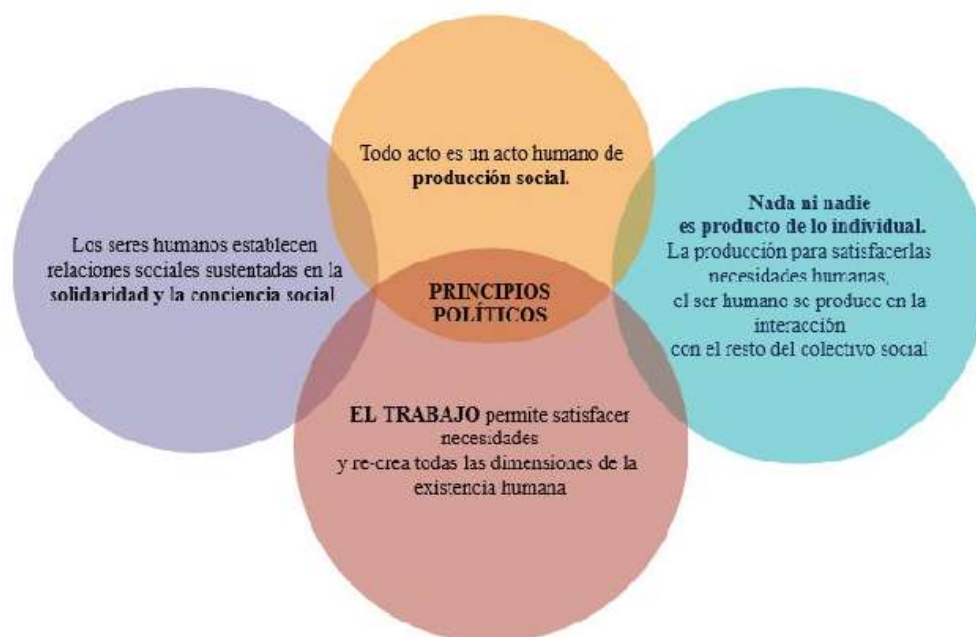 Todo acto es un acto humano de
producción social.
Los seres humanos establecen
relaciones sociales sustentadas en la
solidaridad y la conciencia social
Nada ni nadie
es producto de lo individual.
La producción para satisfacerlas
necesidades humanas,
el ser humano se produce en la
interacción
con el resto del colectivo social
PRINCIPIOS
POLÍTICOS
EL TRABAJO permite satisfacer
necesidades
y re-crea todas las dimensiones de la
existencia humana